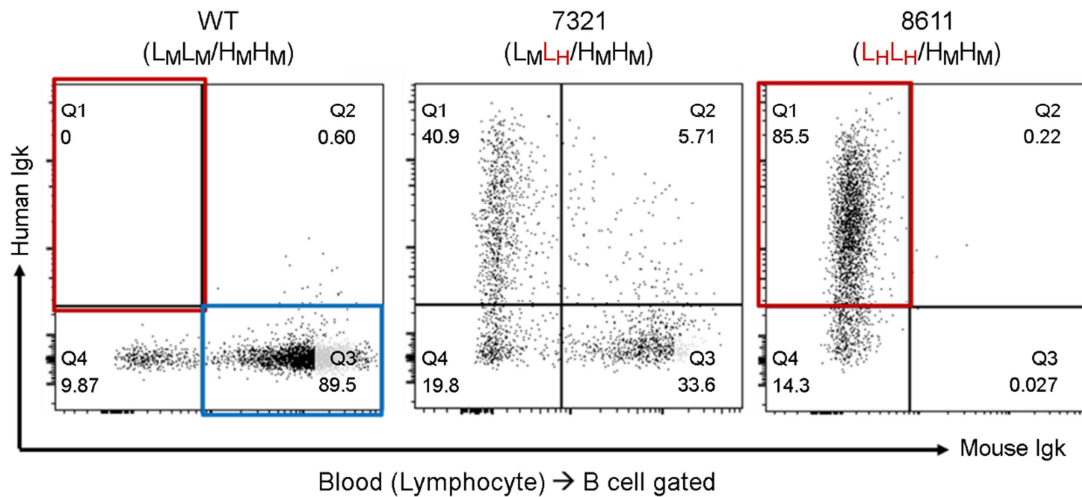 WT
(LMLM/HMHM)
7321
(LMLH/HMHM)
8611
(LHLH/HMHM)
Human Igk
Q1
0
Q2
0.60
Q4
9.87
Q3
89.5
Q1
40.9
Q2
5.71
Q4
19.8
Q3
33.6
Q1
85.5
Q2
0.22
Q4
14.3
Q3
0.027
Mouse Igk
Blood (Lymphocyte) → B cell gated